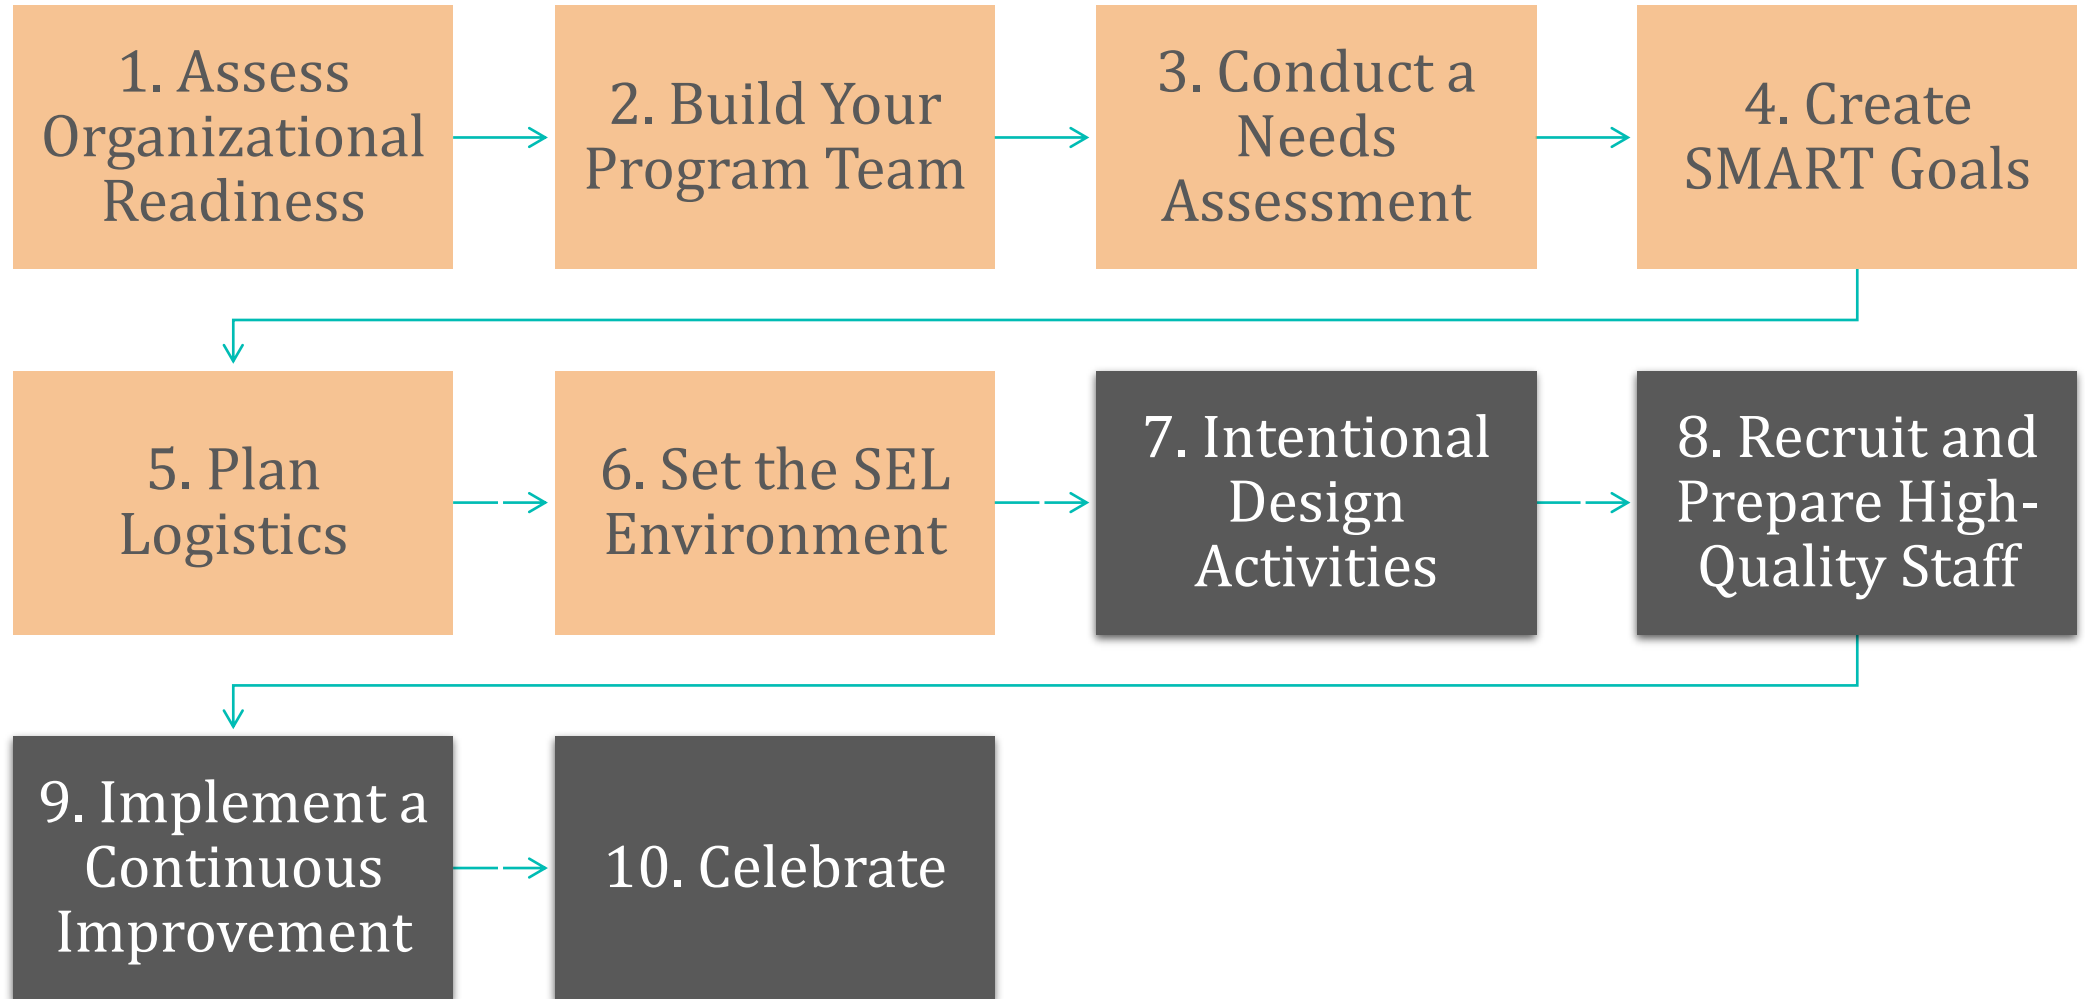 1. Assess
Organizational
Readiness
2. Build Your
Program Team
3. Conduct a
Needs
Assessment
4. Create
SMART Goals
5. Plan
Logistics
6. Set the SEL
Environment
7. Intentional
Design
Activities
8. Recruit and
Prepare High-
Quality Staff
9. Implement a
Continuous
Improvement
10. Celebrate